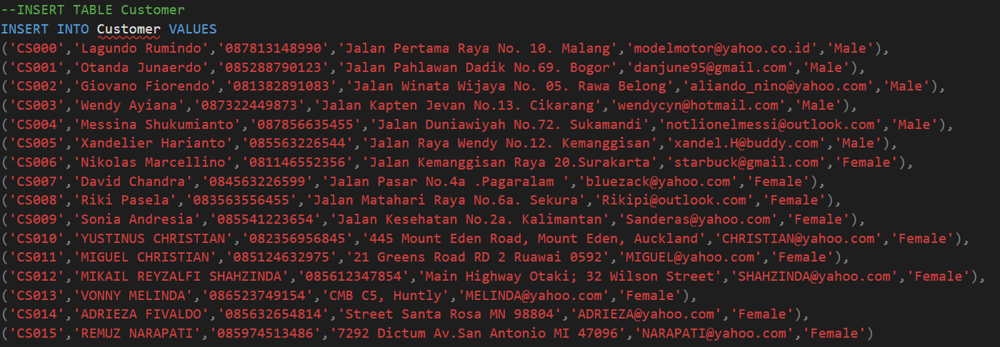 --INSERT TABLE Customer
INSERT INTO Customer VALUES
('CS000','Lagundo Rumindo','087813148990','Jalan Pertama Raya No. 10. Malang','modelmotor@yahoo.co.id','Male'),
('CS001','Otanda Junaerdo','085288790123','Jalan Pahlawan Dadik No.69. Bogor','danjune95@gmail.com','Male'),
('CS002','Giovano Fiorendo','081382891083','Jalan Winata Wijaya No. 05. Rawa Belong','aliando_nino@yahoo.com','Male'),
('CS003','Wendy Ayiana','087322449873','Jalan Kapten Jevan No.13. Cikarang','wendycyn@hotmail.com','Male'),
('CS004','Messina Shukumianto','087856635455','Jalan Duniawiyah No.72. Sukamandi','notlionelmessi@outlook.com','Male'),
('CS005','Xandelier Harianto','085563226544','Jalan Raya Wendy No.12. Kemanggisan','xandel.H@buddy.com','Male'),
('CS006','Nikolas Marcellino','081146552356','Jalan Kemanggisan Raya 20.Surakarta','starbuck@gmail.com','Female'),
('CS007','David Chandra','084563226599','Jalan Pasar No.4a .Pagaralam ','bluezack@yahoo.com','Female'),
('CS008','Riki Pasela','083563556455','Jalan Matahari Raya No.6a. Sekura','Rikipi@outlook.com','Female'),
('CS009','Sonia Andresia','085541223654','Jalan Kesehatan No.2a. Kalimantan','Sanderas@yahoo.com','Female'),
('CS010','YUSTINUS CHRISTIAN','082356956845','445 Mount Eden Road, Mount Eden, Auckland','CHRISTIAN@yahoo.com','Female'),
('CS011','MIGUEL CHRISTIAN','085124632975','21 Greens Road RD 2 Ruawai 0592','MIGUEL@yahoo.com','Female'),
('CS012','MIKAIL REYZALFI SHAHZINDA','085612347854','Main Highway Otaki; 32 Wilson Street','SHAHZINDA@yahoo.com','Female'),
('CS013','VONNY MELINDA','086523749154','CMB C5, Huntly','MELINDA@yahoo.com','Female'),
('CS014','ADRIEZA FIVALDO','085632654814','Street Santa Rosa MN 98804','ADRIEZA@yahoo.com','Female'),
('CS015','REMUZ NARAPATI','085974513486','7292 Dictum Av.San Antonio MI 47096','NARAPATI@yahoo.com','Female')